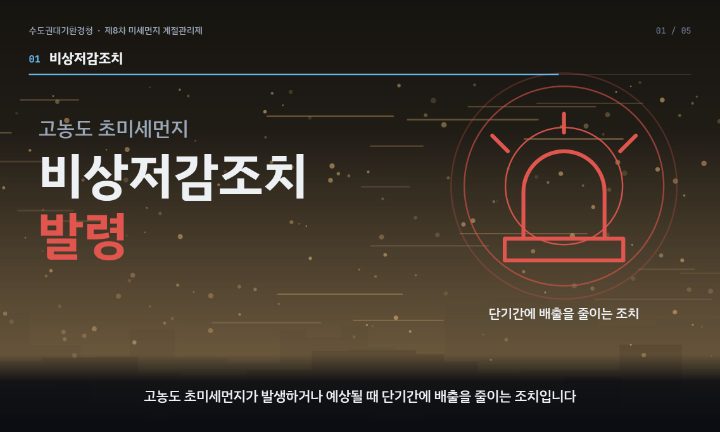 수도권대기환경청 · 제8차 미세먼지 계절관리제
01 / 05
01 비상저감조치
고농도 초미세먼지
비상저감조치
발령
단기간에 배출을 줄이는 조치
고농도 초미세먼지가 발생하거나 예상될 때 단기간에 배출을 줄이는 조치입니다